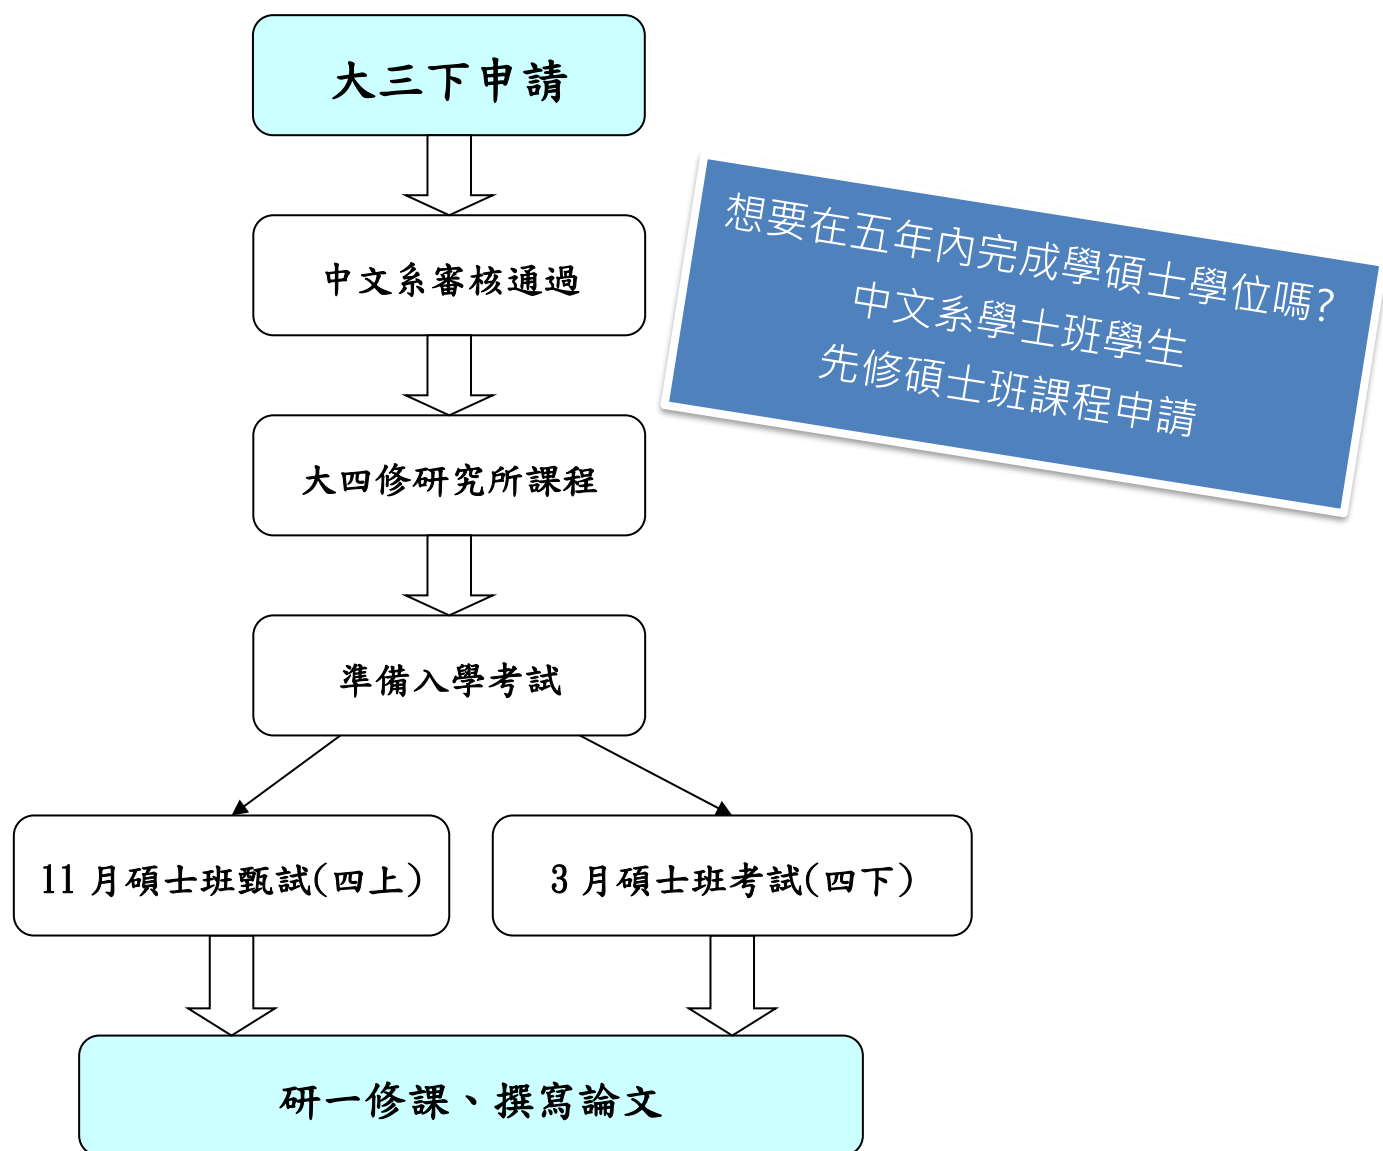 大三下申請
想要在五年內完成學碩士學位嗎?
中文系學士班學生
先修碩士班課程申請
中文系審核通過
大四修研究所課程
準備入學考試
11 月碩士班甄試(四上)
3 月碩士班考試(四下)
研一修課、撰寫論文